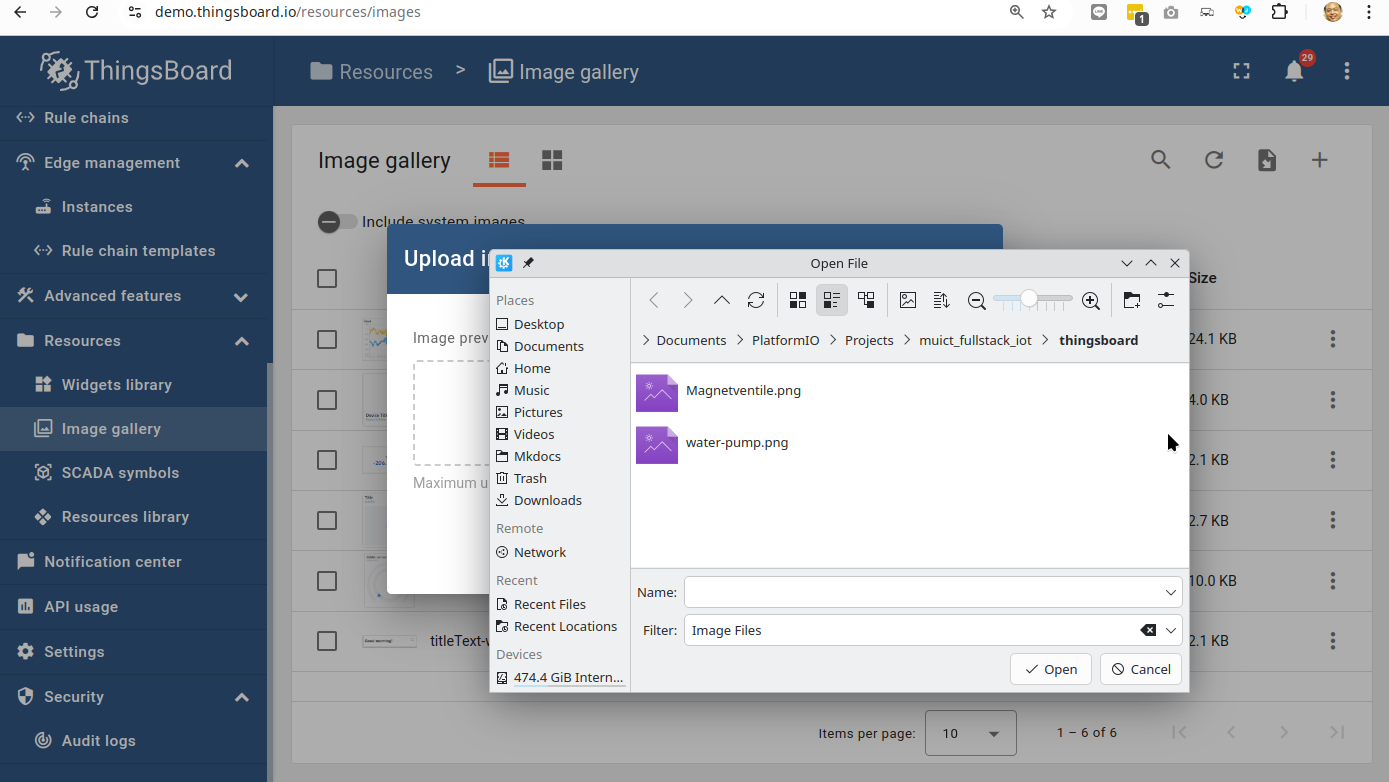 demo.thingsboard.io/resources/images
1
ThingsBoard
Resources > Image gallery
29
Rule chains
Edge management
Instances
Rule chain templates
Advanced features
Resources
Widgets library
Image gallery
SCADA symbols
Resources library
Notification center
API usage
Settings
Security
Audit logs
Image gallery
Include system images
Size
24.1 KB
4.0 KB
2.1 KB
2.7 KB
10.0 KB
titleText-
2.1 KB
Items per page: 10 1 – 6 of 6
Upload i
Image prev
Maximum u
Open File
Places
Desktop
Documents
Home
Music
Pictures
Videos
Mkdocs
Trash
Downloads
Remote
Network
Recent
Recent Files
Recent Locations
Devices
474.4 GiB Intern...
> Documents > PlatformIO > Projects > muict_fullstack_iot > thingsboard
Magnetventile.png
water-pump.png
Name:
Filter: Image Files
Open
Cancel